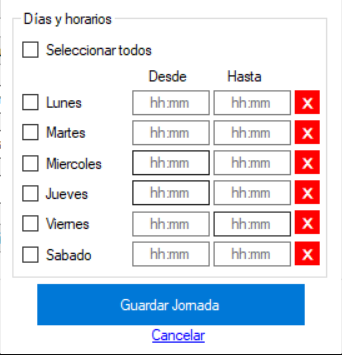 Días y horarios
Seleccionar todos
Desde Hasta
Lunes hh:mm hh:mm X
Martes hh:mm hh:mm X
Miercoles hh:mm hh:mm X
Jueves hh:mm hh:mm X
Viernes hh:mm hh:mm X
Sabado hh:mm hh:mm X
Guardar Jornada
Cancelar